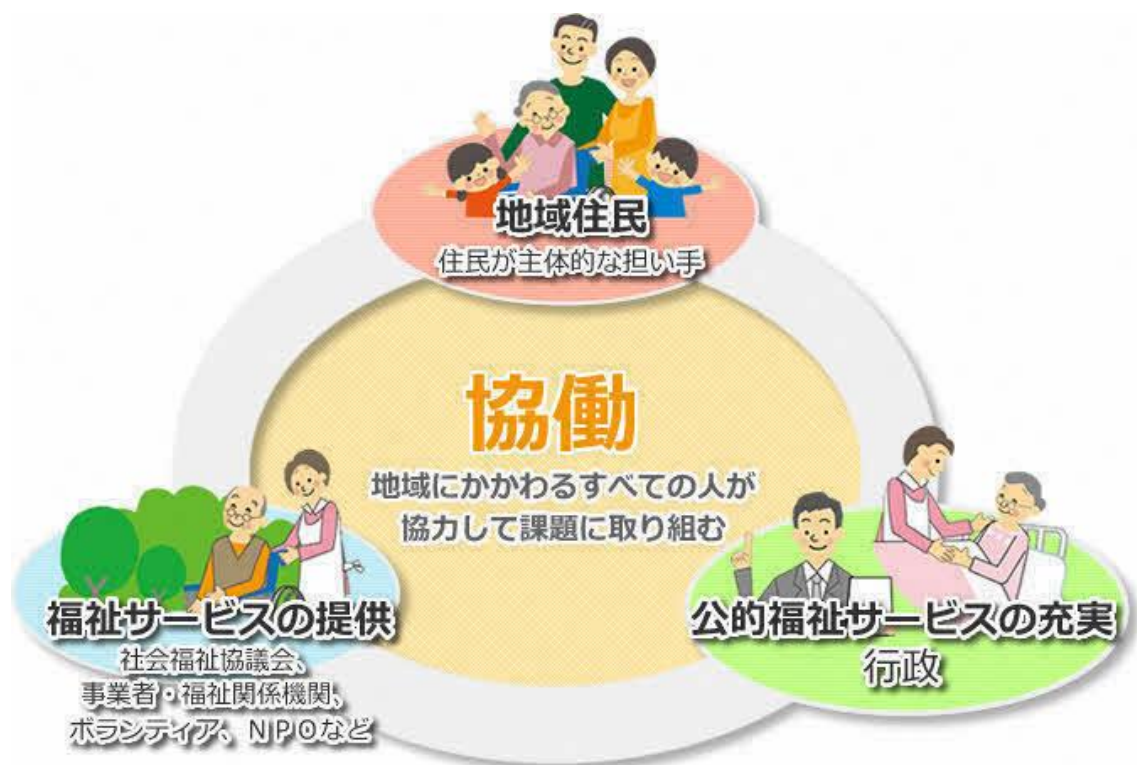 地域住民
住民が主体的な担い手
協働
地域にかかわるすべての人が
協力して課題に取り組む
福祉サービスの提供
社会福祉協議会、
事業者・福祉関係機関、
ボランティア、ＮＰＯなど
公的福祉サービスの充実
行政